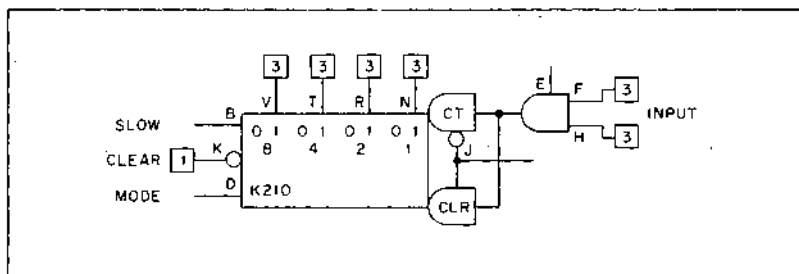 3 3 3 3
E F 3
V T R N
B CT INPUT
SLOW
0 1 0 1 0 1 0 1 H 3
8 4 2 1
J
CLEAR 1 K
D
MODE K210 CLR